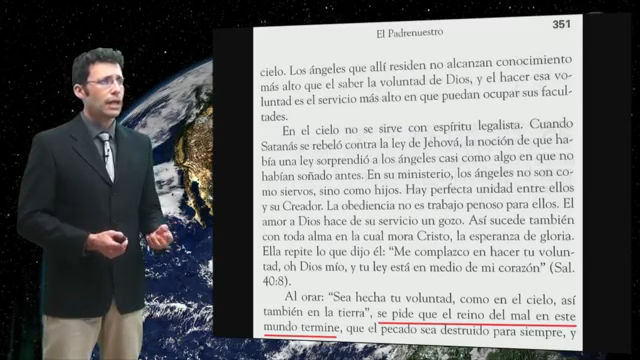 El Padrenuestro 351
cielo. Los ángeles que allí residen no alcanzan conocimiento
más alto que el saber la voluntad de Dios, y el hacer esa vo-
luntad es el servicio más alto en que puedan ocupar sus facul-
tades.
En el cielo no se sirve con espíritu legalista. Cuando
Satanás se rebeló contra la ley de Jehová, la noción de que ha-
bía una ley sorprendió a los ángeles casi como algo en que no
habían soñado antes. En su ministerio, los ángeles no son co-
mo siervos, sino como hijos. Hay perfecta unidad entre ellos
y su Creador. La obediencia no es trabajo penoso para ellos. El
amor a Dios hace de su servicio un gozo. Así sucede también
con toda alma en la cual mora Cristo, la esperanza de gloria.
Ella repite lo que dijo él: “Me complazco en hacer tu volun-
tad, oh Dios mío, y tu ley está en medio de mi corazón” (Sal.
40:8).
Al orar: “Sea hecha tu voluntad, como en el cielo, así
también en la tierra”, se pide que el reino del mal en este
mundo termine, que el pecado sea destruido para siempre, y